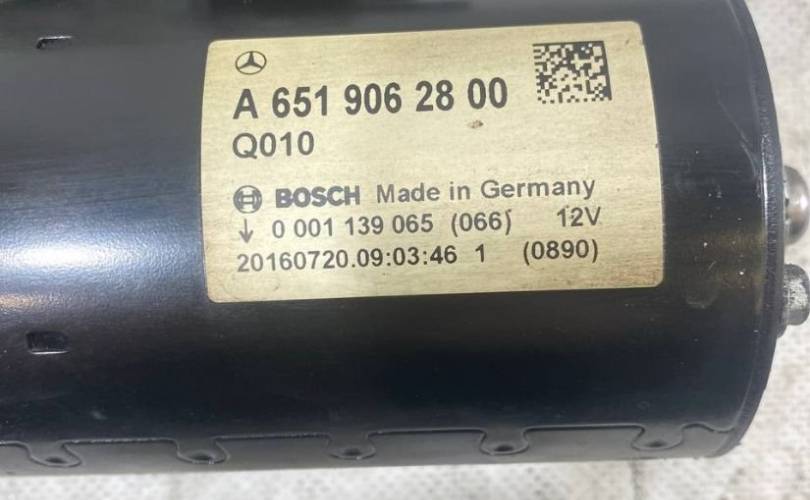 A 651 906 28 00
Q010
BOSCH Made in Germany
↓ 0 001 139 065 (066) 12V
20160720.09:03:46 1 (0890)